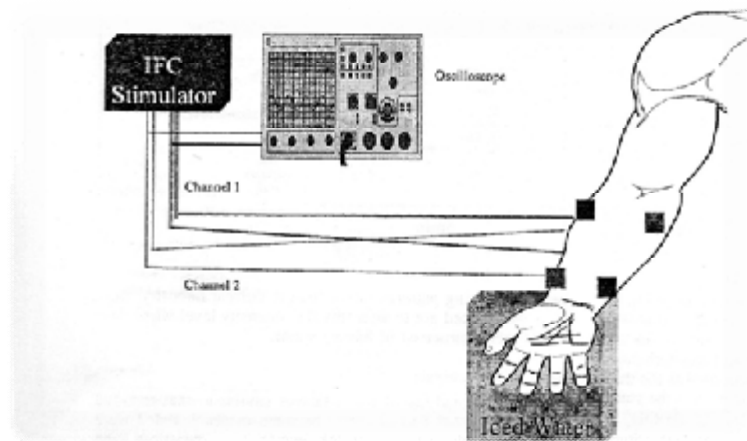 IFC
Stimulator
Oscilloscope
Channel 1
Channel 2
Iced Water